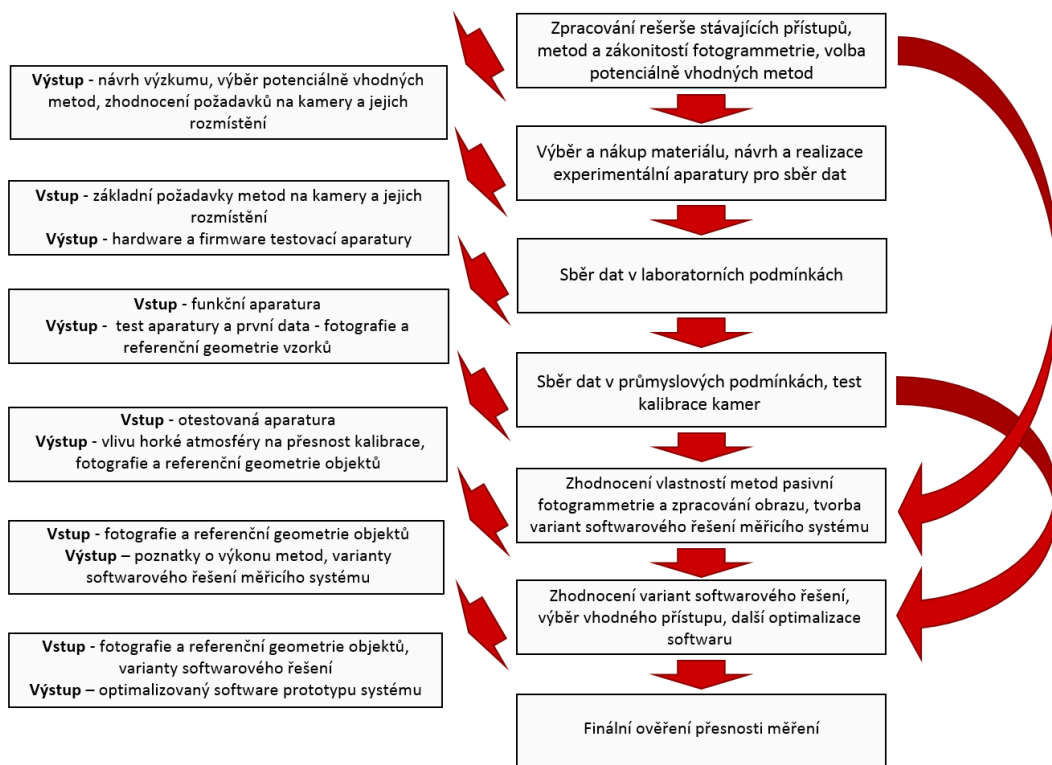 Zpracování rešerše stávajících přístupů,
metod a zákonitostí fotogrammetrie, volba
potenciálně vhodných metod
Výstup - návrh výzkumu, výběr potenciálně vhodných
metod, zhodnocení požadavků na kamery a jejich
rozmístění
Výběr a nákup materiálu, návrh a realizace
experimentální aparatury pro sběr dat
Vstup - základní požadavky metod na kamery a jejich
rozmístění
Výstup - hardware a firmware testovací aparatury
Sběr dat v laboratorních podmínkách
Vstup - funkční aparatura
Výstup - test aparatury a první data - fotografie a
referenční geometrie vzorků
Sběr dat v průmyslových podmínkách, test
kalibrace kamer
Vstup - otestovaná aparatura
Výstup - vlivu horké atmosféry na přesnost kalibrace,
fotografie a referenční geometrie objektů
Zhodnocení vlastností metod pasivní
fotogrammetrie a zpracování obrazu, tvorba
variant softwarového řešení měřicího systému
Vstup - fotografie a referenční geometrie objektů
Výstup – poznatky o výkonu metod, varianty
softwarového řešení měřicího systému
Zhodnocení variant softwarového řešení,
výběr vhodného přístupu, další optimalizace
softwaru
Vstup - fotografie a referenční geometrie objektů,
varianty softwarového řešení
Výstup – optimalizovaný software prototypu systému
Finální ověření přesnosti měření